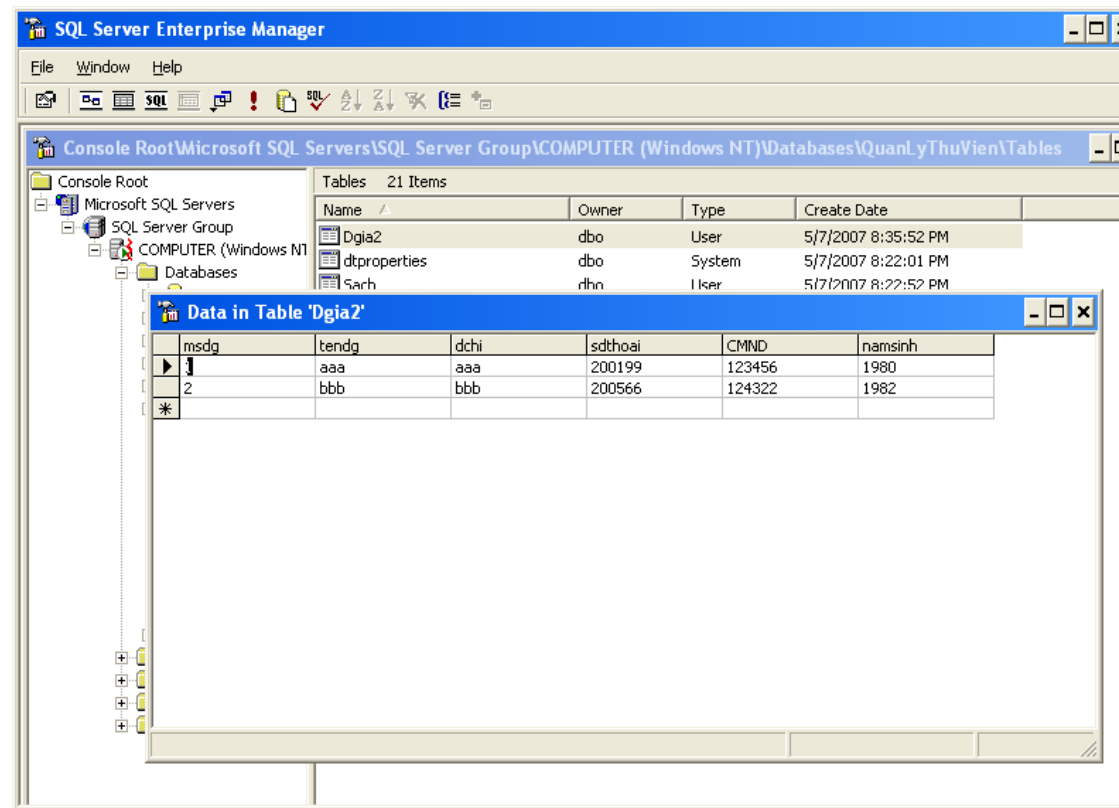 SQL Server Enterprise Manager
File Window Help
Console Root\Microsoft SQL Servers\SQL Server Group\COMPUTER (Windows NT)\Databases\QuanLyThuVien\Tables
Console Root
Microsoft SQL Servers
SQL Server Group
COMPUTER (Windows NT
Databases
Tables 21 Items
Name Owner Type Create Date
Dgia2 dbo User 5/7/2007 8:35:52 PM
dtproperties dbo System 5/7/2007 8:22:01 PM
Sach dbo User 5/7/2007 8:22:52 PM
Data in Table 'Dgia2'
msdg tendg dchi sdthoai CMND namsinh
aaa aaa 200199 123456 1980
2 bbb bbb 200566 124322 1982